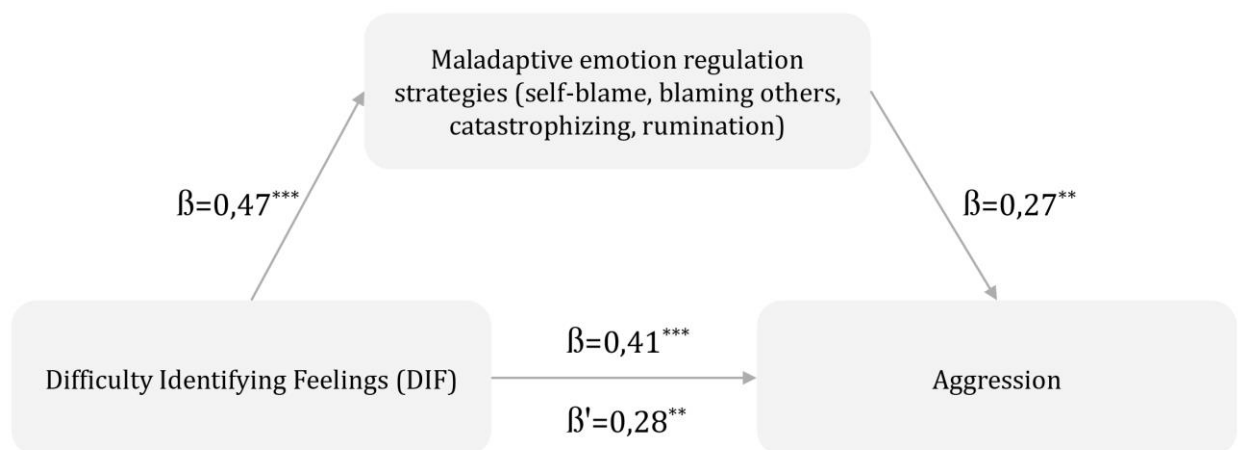 Maladaptive emotion regulation
strategies (self-blame, blaming others,
catastrophizing, rumination)
ß=0,47***
ß=0,27**
ß=0,41***
Difficulty Identifying Feelings (DIF)
Aggression
ß'=0,28**